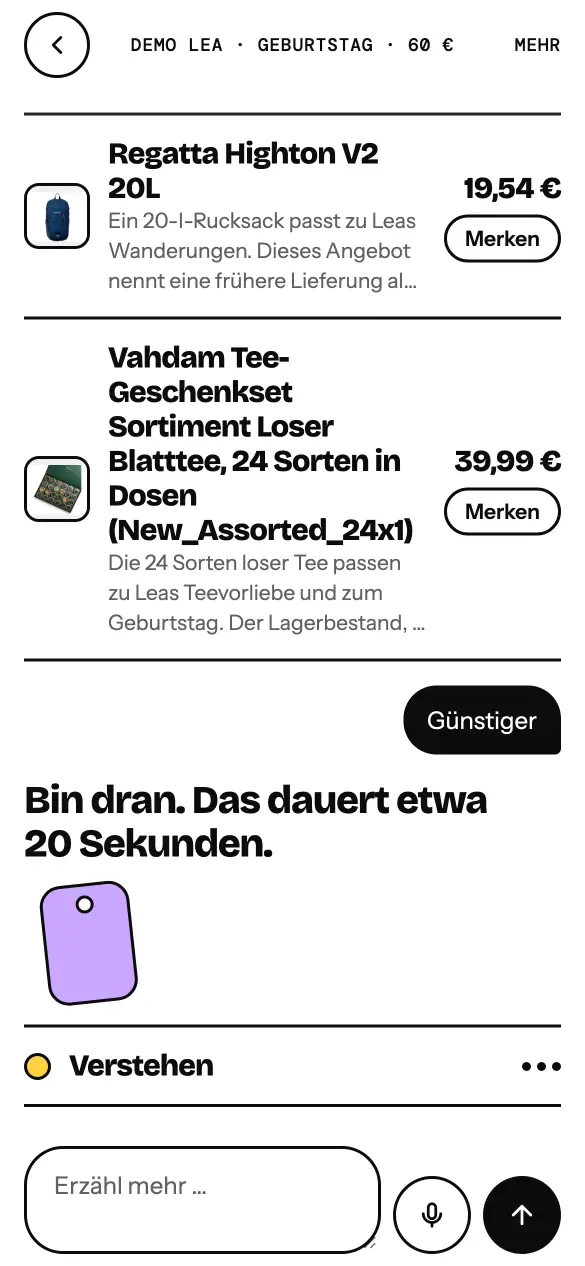 DEMO LEA · GEBURTSTAG · 60 €
MEHR
Regatta Highton V2
20L
19,54 €
Ein 20-l-Rucksack passt zu Leas
Wanderungen. Dieses Angebot
nennt eine frühere Lieferung al...
Merken
Vahdam Tee-
Geschenkset
Sortiment Loser
Blatttee, 24 Sorten in
Dosen
(New_Assorted_24x1)
39,99 €
Merken
Die 24 Sorten loser Tee passen
zu Leas Teevorliebe und zum
Geburtstag. Der Lagerbestand, ...
Günstiger
Bin dran. Das dauert etwa
20 Sekunden.
Verstehen
Erzähl mehr ...